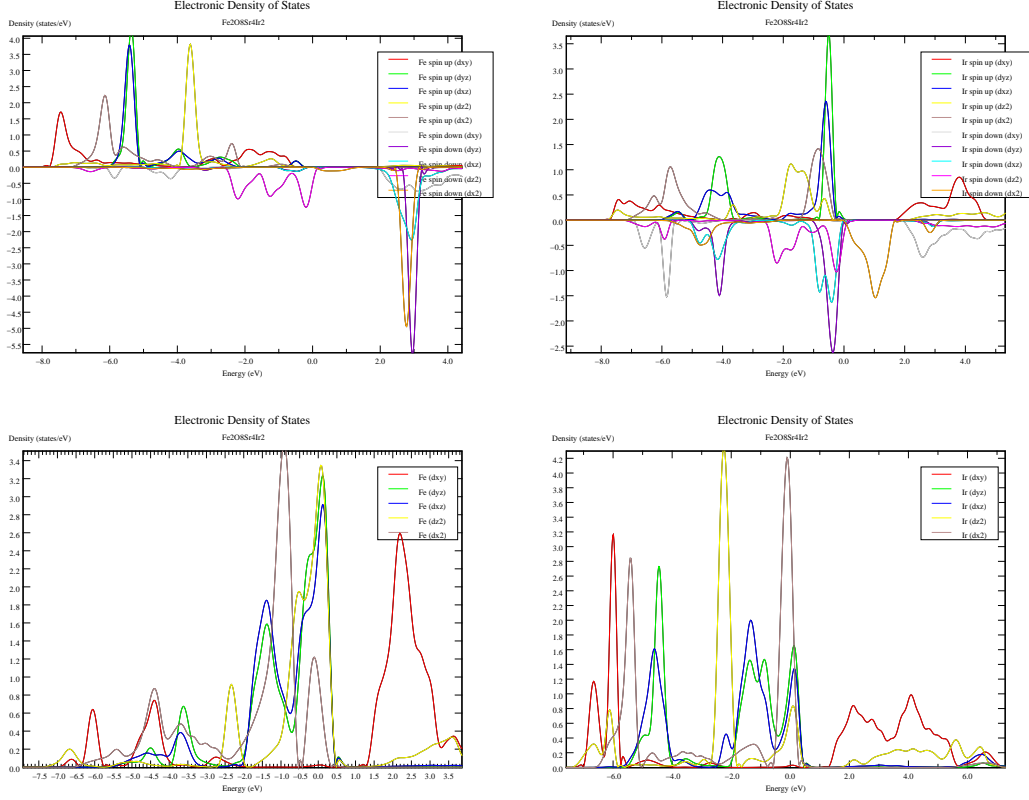 Electronic Density of States
Density (states/eV)
Fe2O8Sr4Ir2
4.0
3.5
3.0
2.5
2.0
1.5
1.0
0.5
0.0
−0.5
−1.0
−1.5
−2.0
−2.5
−3.0
−3.5
−4.0
−4.5
−5.0
−5.5
Fe spin up (dxy)
Fe spin up (dyz)
Fe spin up (dxz)
Fe spin up (dz2)
Fe spin up (dx2)
Fe spin down (dxy)
Fe spin down (dyz)
Fe spin down (dxz)
Fe spin down (dz2)
Fe spin down (dx2)
−8.0 −6.0 −4.0 −2.0 0.0 2.0 4.0
Energy (eV)
Electronic Density of States
Density (states/eV)
Fe2O8Sr4Ir2
3.5
3.0
2.5
2.0
1.5
1.0
0.5
0.0
−0.5
−1.0
−1.5
−2.0
−2.5
Ir spin up (dxy)
Ir spin up (dyz)
Ir spin up (dxz)
Ir spin up (dz2)
Ir spin up (dx2)
Ir spin down (dxy)
Ir spin down (dyz)
Ir spin down (dxz)
Ir spin down (dz2)
Ir spin down (dx2)
−8.0 −6.0 −4.0 −2.0 0.0 2.0 4.0
Energy (eV)
Electronic Density of States
Density (states/eV)
Fe2O8Sr4Ir2
3.4
3.2
3.0
2.8
2.6
2.4
2.2
2.0
1.8
1.6
1.4
1.2
1.0
0.8
0.6
0.4
0.2
0.0
Fe (dxy)
Fe (dyz)
Fe (dxz)
Fe (dz2)
Fe (dx2)
−7.5 −7.0 −6.5 −6.0 −5.5 −5.0 −4.5 −4.0 −3.5 −3.0 −2.5 −2.0 −1.5 −1.0 −0.5 0.0 0.5 1.0 1.5 2.0 2.5 3.0 3.5
Energy (eV)
Electronic Density of States
Density (states/eV)
Fe2O8Sr4Ir2
4.2
4.0
3.8
3.6
3.4
3.2
3.0
2.8
2.6
2.4
2.2
2.0
1.8
1.6
1.4
1.2
1.0
0.8
0.6
0.4
0.2
0.0
Ir (dxy)
Ir (dyz)
Ir (dxz)
Ir (dz2)
Ir (dx2)
−6.0 −4.0 −2.0 0.0 2.0 4.0 6.0
Energy (eV)